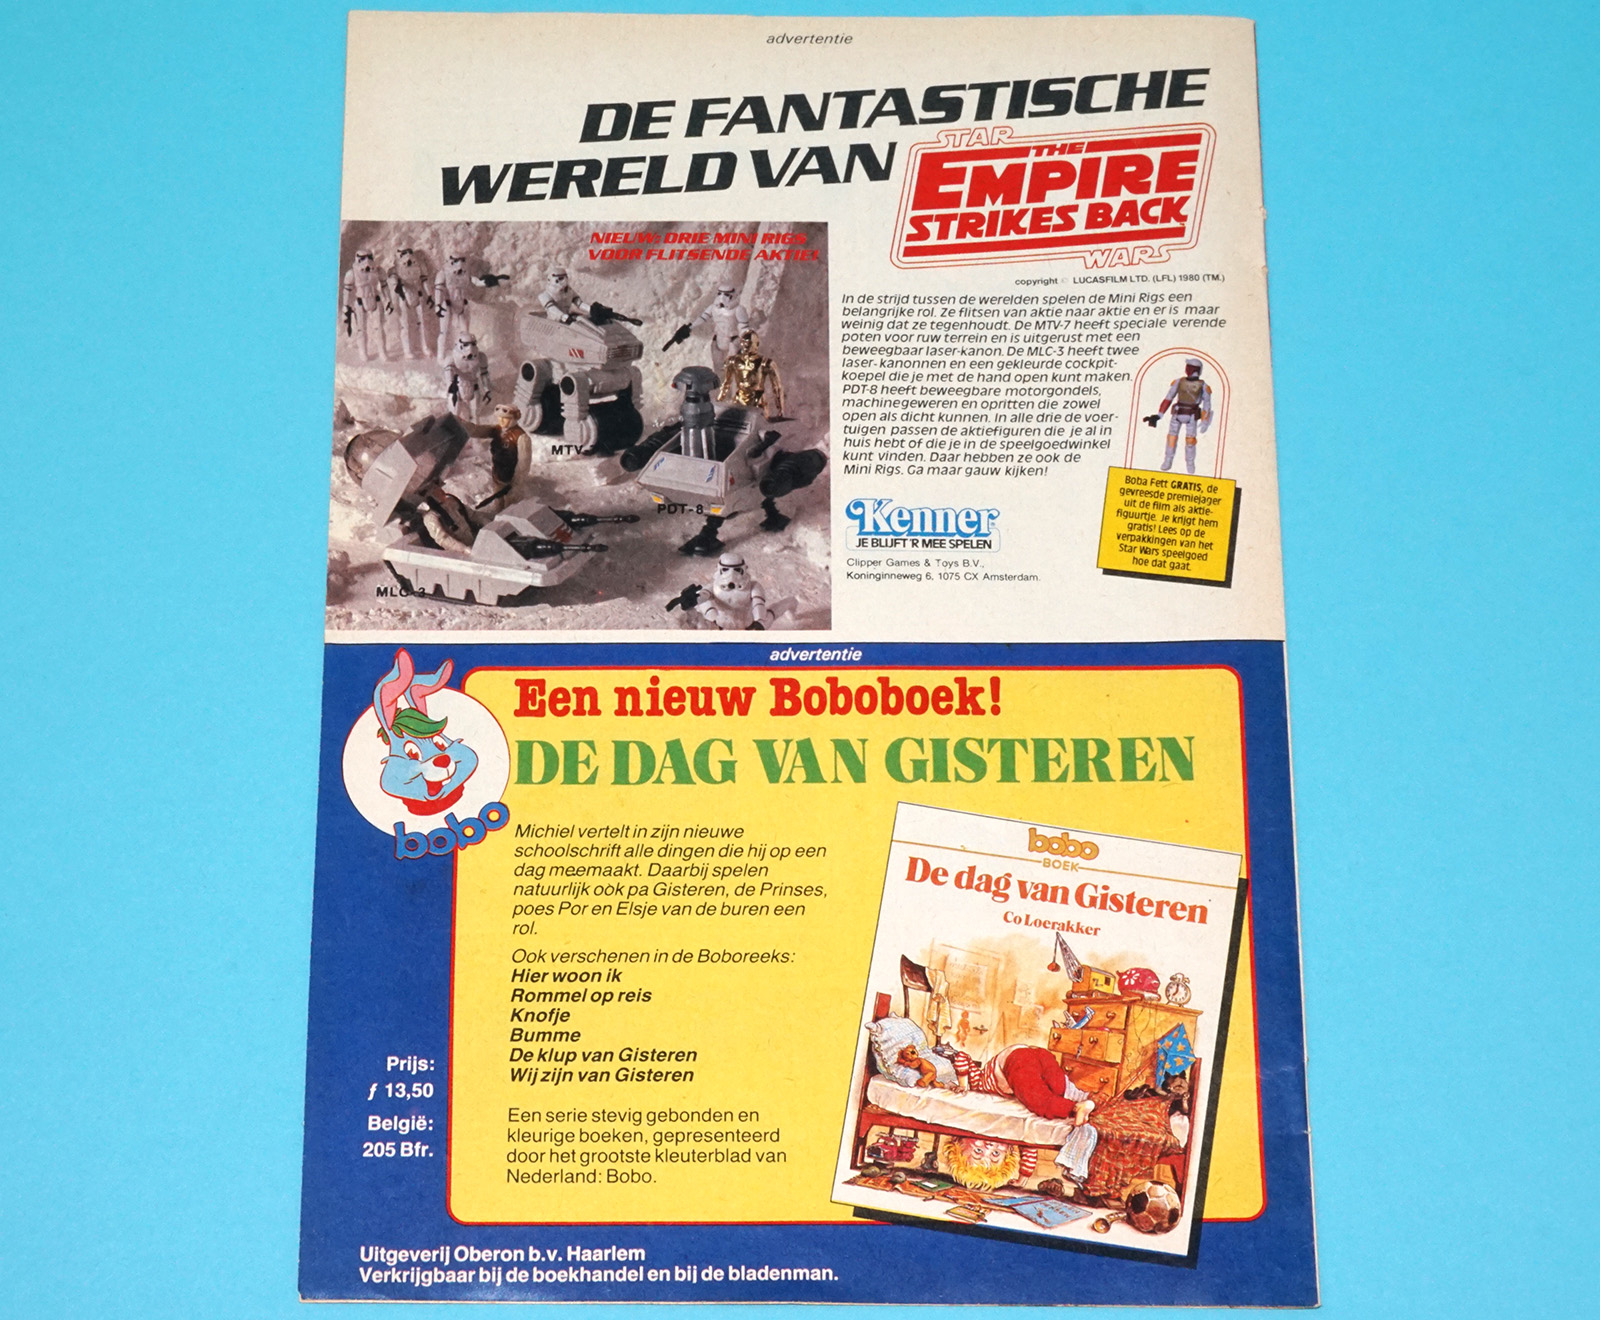 advertentie
DE FANTASTISCHE
WERELD VAN
STAR
THE
EMPIRE
STRIKES BACK
WARS
copyright © LUCASFILM LTD. (LFL) 1980 (TM.)
NIEUW: DRIE MINI RIGS
VOOR FLITSENDE AKTIE!
MTV-7
PDT-8
MLC-3
In de strijd tussen de werelden spelen de Mini Rigs een
belangrijke rol. Ze flitsen van aktie naar aktie en er is maar
weinig dat ze tegenhoudt. De MTV-7 heeft speciale verende
poten voor ruw terrein en is uitgerust met een
beweegbaar laser-kanon. De MLC-3 heeft twee
laser-kanonnen en een gekleurde cockpit-
koepel die je met de hand open kunt maken.
PDT-8 heeft beweegbare motorgondels,
machinegeweren en opritten die zowel
open als dicht kunnen. In alle drie de voer-
tuigen passen de aktiefiguren die je al in
huis hebt of die je in de speelgoedwinkel
kunt vinden. Daar hebben ze ook de
Mini Rigs. Ga maar gauw kijken!
Boba Fett GRATIS, de
gevreesde premiejager
uit de film als aktie-
figuurtje. Je krijgt hem
gratis! Lees op de
verpakkingen van het
Star Wars speelgoed
hoe dat gaat.
Kenner
JE BLIJFT 'R MEE SPELEN
Clipper Games & Toys B.V.,
Koninginneweg 6, 1075 CX Amsterdam.
advertentie
bobo
Een nieuw Boboboek!
DE DAG VAN GISTEREN
Michiel vertelt in zijn nieuwe
schoolschrift alle dingen die hij op een
dag meemaakt. Daarbij spelen
natuurlijk ook pa Gisteren, de Prinses,
poes Por en Elsje van de buren een
rol.
Ook verschenen in de Boboreeks:
Hier woon ik
Rommel op reis
Knofje
Bumme
De klup van Gisteren
Wij zijn van Gisteren
Een serie stevig gebonden en
kleurige boeken, gepresenteerd
door het grootste kleuterblad van
Nederland: Bobo.
Prijs:
ƒ 13,50
België:
205 Bfr.
bobo
BOEK
De dag van Gisteren
Co Loerakker
Uitgeverij Oberon b.v. Haarlem
Verkrijgbaar bij de boekhandel en bij de bladenman.